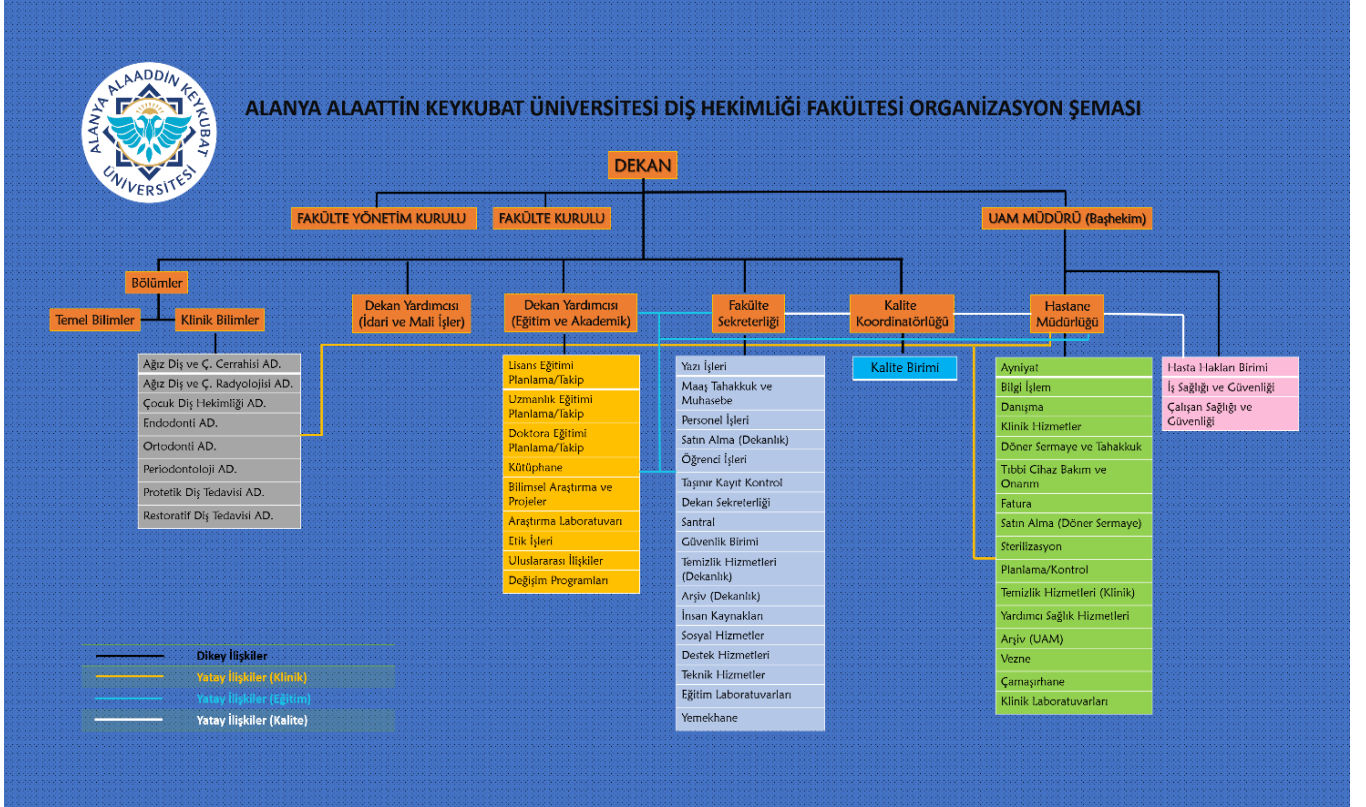 ALANYA ALAADDİN KEYKUBAT
ÜNİVERSİTESİ
ALANYA ALAATTİN KEYKUBAT ÜNİVERSİTESİ DİŞ HEKİMLİĞİ FAKÜLTESİ ORGANİZASYON ŞEMASI
DEKAN
FAKÜLTE YÖNETİM KURULU
FAKÜLTE KURULU
UAM MÜDÜRÜ (Başhekim)
Bölümler
Temel Bilimler
Klinik Bilimler
Dekan Yardımcısı
(İdari ve Mali İşler)
Dekan Yardımcısı
(Eğitim ve Akademik)
Fakülte
Sekreterliği
Kalite
Koordinatörlüğü
Hastane
Müdürlüğü
Ağız Diş ve Ç. Cerrahisi AD.
Ağız Diş ve Ç. Radyolojisi AD.
Çocuk Diş Hekimliği AD.
Endodonti AD.
Ortodonti AD.
Periodontoloji AD.
Protetik Diş Tedavisi AD.
Restoratif Diş Tedavisi AD.
Lisans Eğitimi
Planlama/Takip
Uzmanlık Eğitimi
Planlama/Takip
Doktora Eğitimi
Planlama/Takip
Kütüphane
Bilimsel Araştırma ve
Projeler
Araştırma Laboratuvarı
Etik İşleri
Uluslararası İlişkiler
Değişim Programları
Yazı İşleri
Maaş Tahakkuk ve
Muhasebe
Personel İşleri
Satın Alma (Dekanlık)
Öğrenci İşleri
Taşınır Kayıt Kontrol
Dekan Sekreterliği
Santral
Güvenlik Birimi
Temizlik Hizmetleri
(Dekanlık)
Arşiv (Dekanlık)
İnsan Kaynakları
Sosyal Hizmetler
Destek Hizmetleri
Teknik Hizmetler
Eğitim Laboratuvarları
Yemekhane
Kalite Birimi
Ayniyat
Bilgi İşlem
Danışma
Klinik Hizmetler
Döner Sermaye ve Tahakkuk
Tıbbi Cihaz Bakım ve
Onarım
Fatura
Satın Alma (Döner Sermaye)
Sterilizasyon
Planlama/Kontrol
Temizlik Hizmetleri (Klinik)
Yardımcı Sağlık Hizmetleri
Arşiv (UAM)
Vezne
Çamaşırhane
Klinik Laboratuvarları
Hasta Hakları Birimi
İş Sağlığı ve Güvenliği
Çalışan Sağlığı ve
Güvenliği
Dikey İlişkiler
Yatay İlişkiler (Klinik)
Yatay İlişkiler (Eğitim)
Yatay İlişkiler (Kalite)